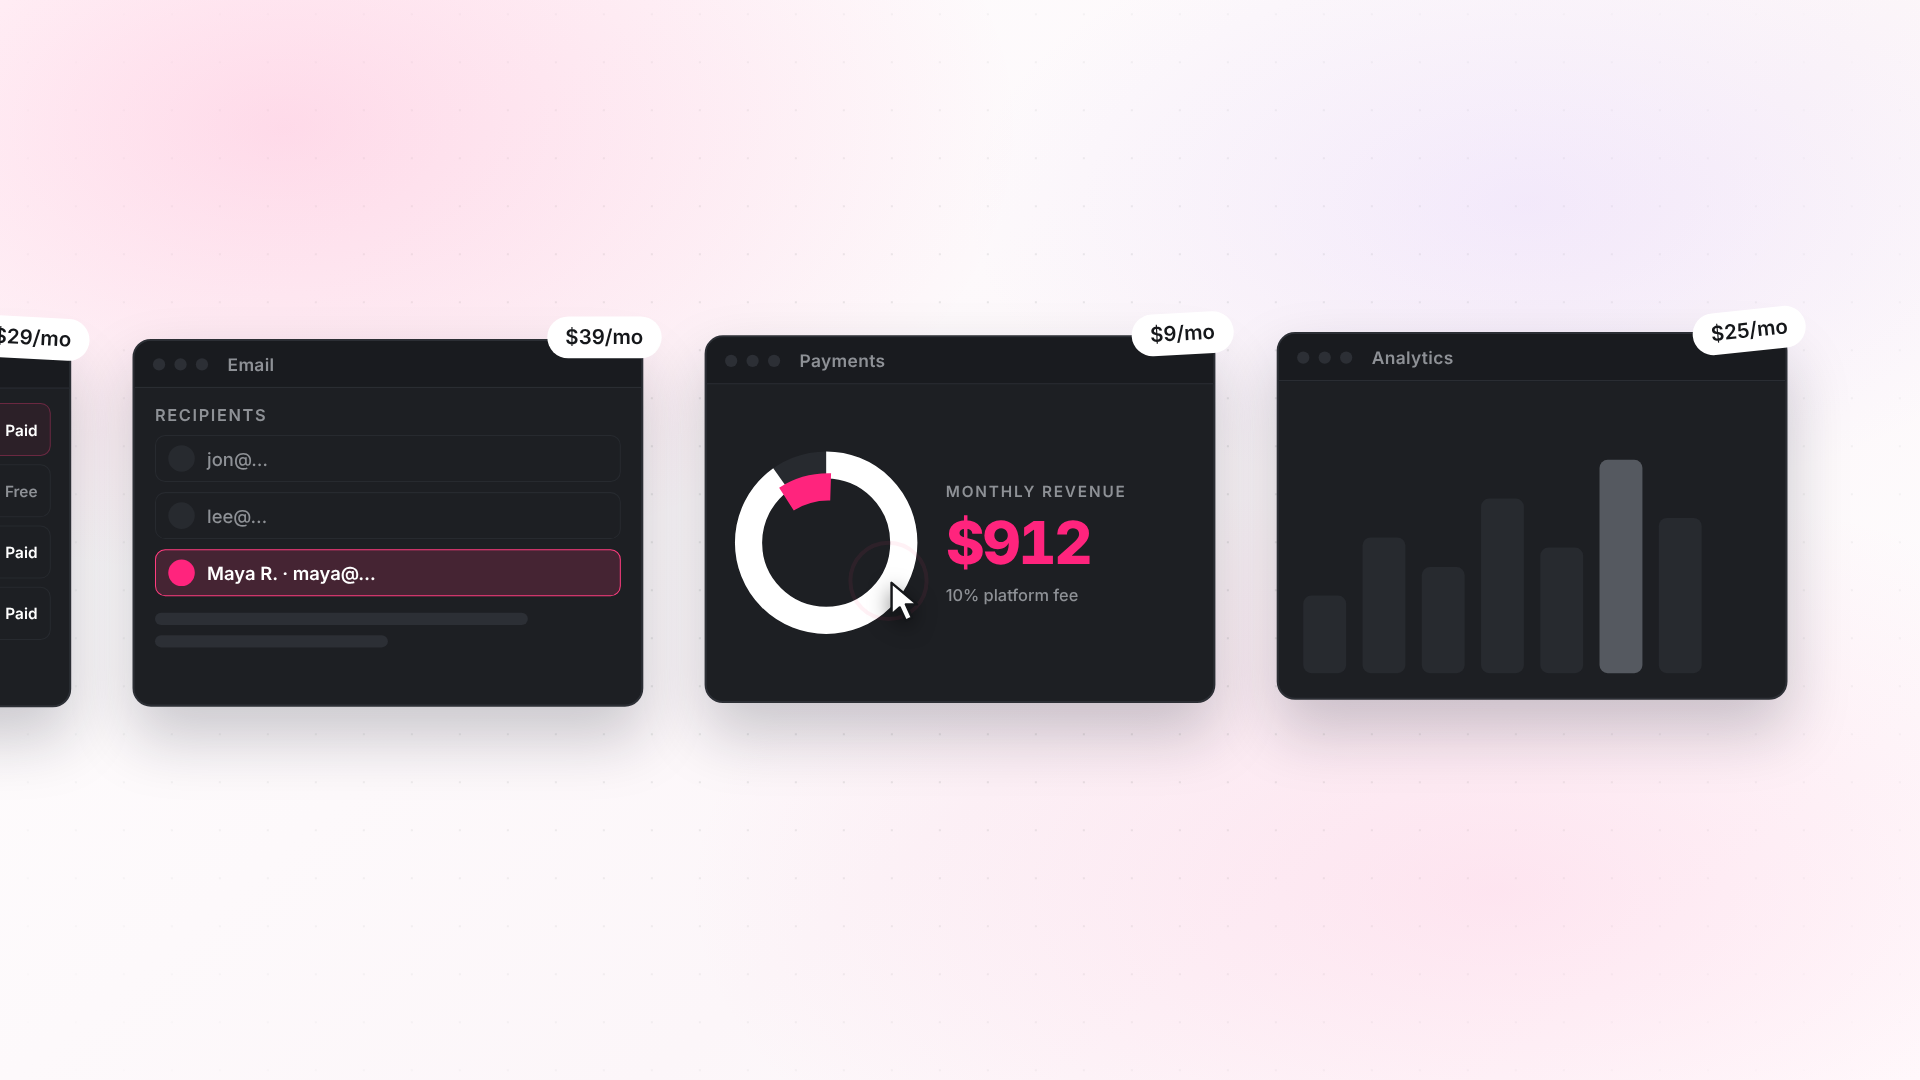 $29/mo
Paid
Free
Paid
Paid
$39/mo
Email
RECIPIENTS
jon@...
lee@...
Maya R. · maya@...
$9/mo
Payments
MONTHLY REVENUE
$912
10% platform fee
$25/mo
Analytics